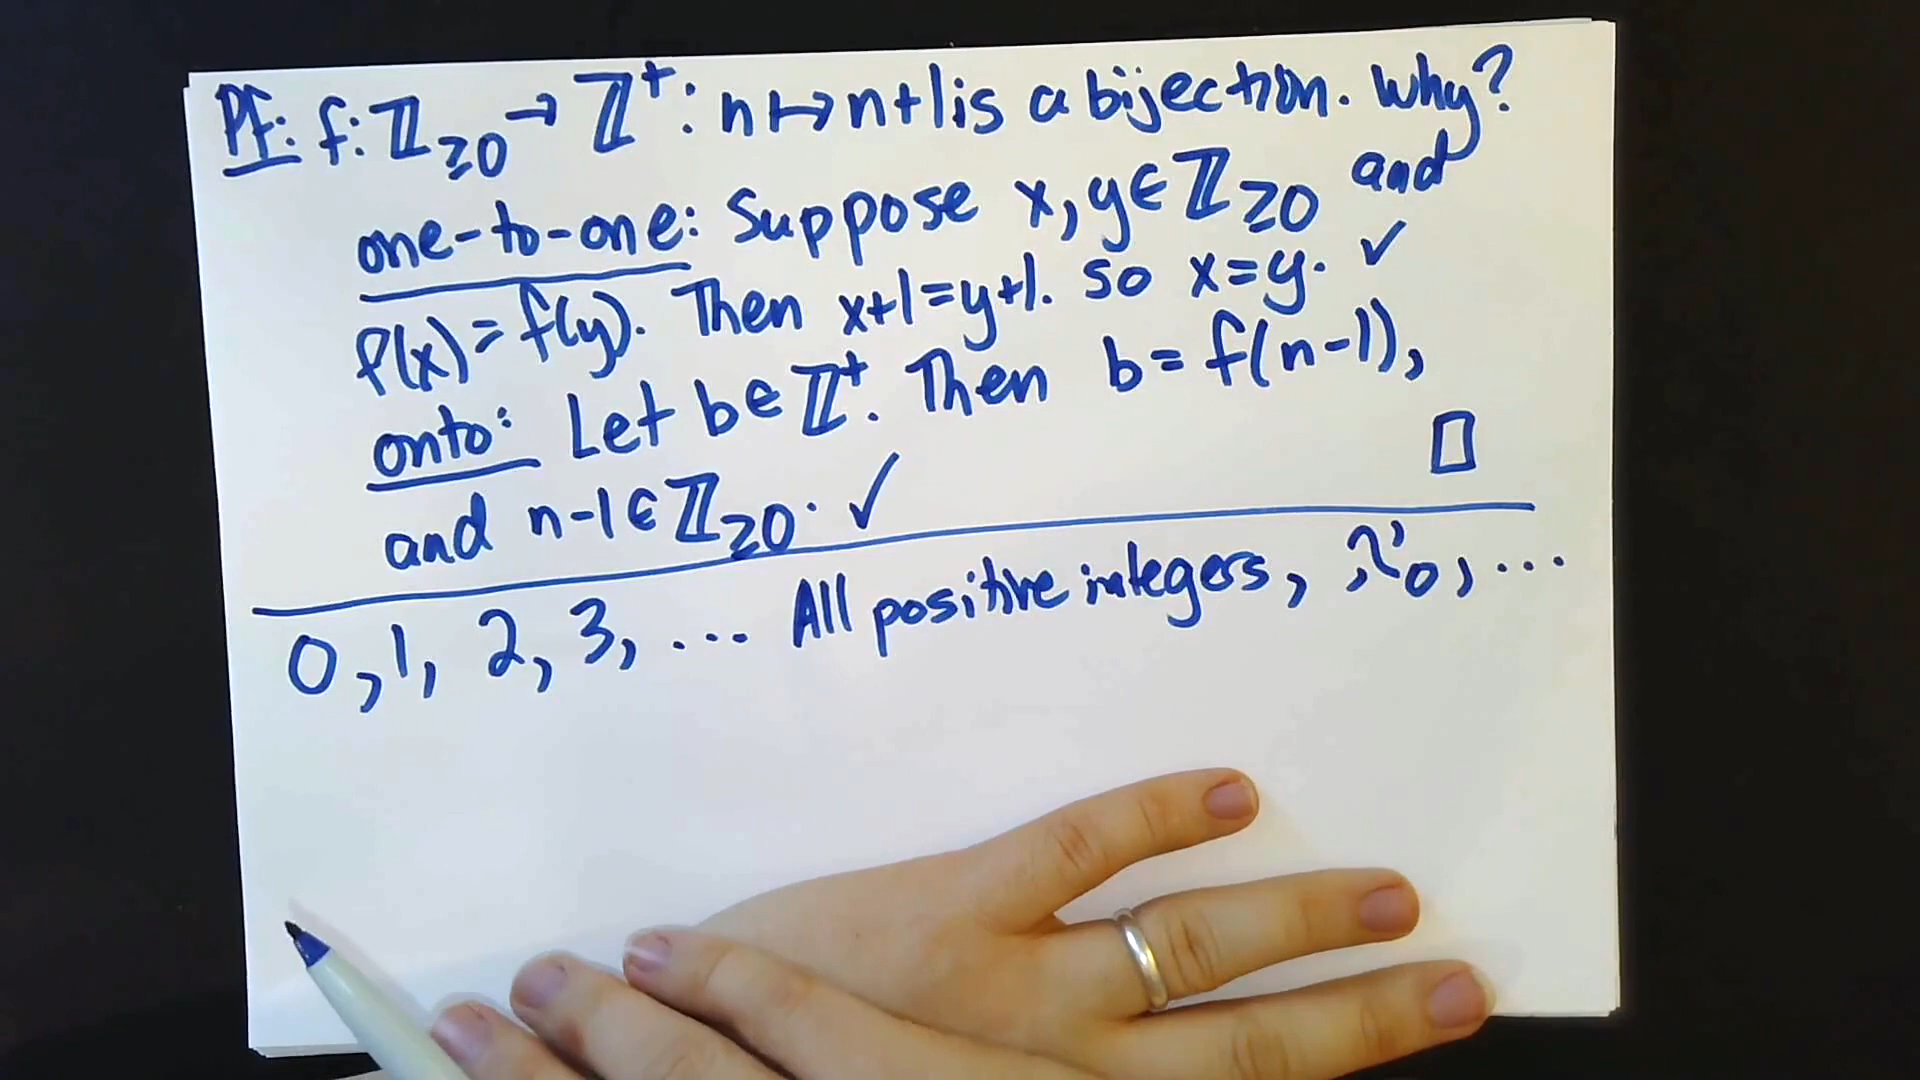 Pf: f: ℤ≥0 → ℤ⁺: n ↦ n+1 is a bijection. Why?
one-to-one: Suppose x, y ∈ ℤ≥0 and
f(x) = f(y). Then x+1 = y+1. So x = y. ✓
onto: Let b ∈ ℤ⁺. Then b = f(n-1),
and n-1 ∈ ℤ≥0. ✓ □
0, 1, 2, 3, ... All positive integers, 0, ...